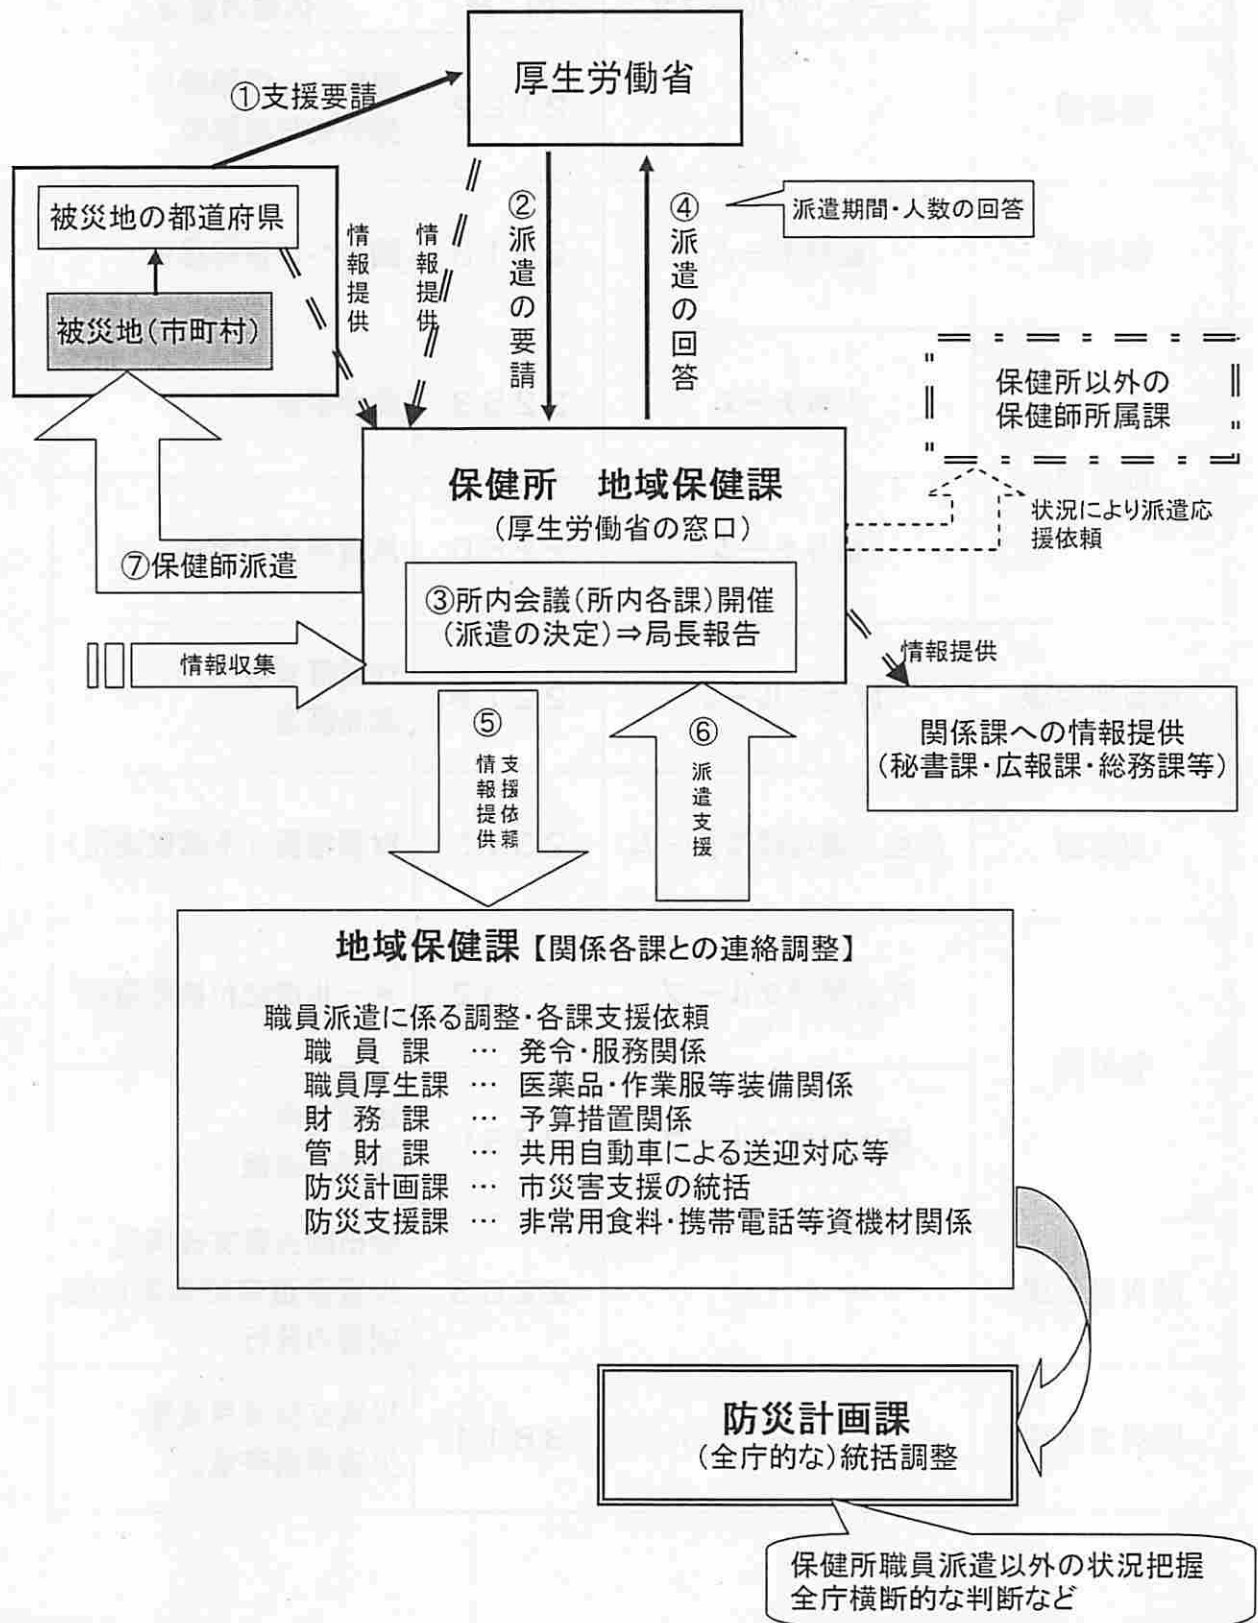 厚生労働省
①支援要請
被災地の都道府県
被災地(市町村)
情報提供
情報提供
②派遣の要請
④派遣の回答
派遣期間・人数の回答
保健所以外の
保健師所属課
状況により派遣応
援依頼
保健所　地域保健課
(厚生労働省の窓口)
③所内会議(所内各課)開催
(派遣の決定)⇒局長報告
⑦保健師派遣
情報収集
情報提供
関係課への情報提供
(秘書課・広報課・総務課等)
⑤
支援依頼
情報提供
⑥
派遣支援
地域保健課【関係各課との連絡調整】
職員派遣に係る調整・各課支援依頼
職　員　課　…　発令・服務関係
職員厚生課　…　医薬品・作業服等装備関係
財　務　課　…　予算措置関係
管　財　課　…　共用自動車による送迎対応等
防災計画課　…　市災害支援の統括
防災支援課　…　非常用食料・携帯電話等資機材関係
防災計画課
(全庁的な)統括調整
保健所職員派遣以外の状況把握
全庁横断的な判断など